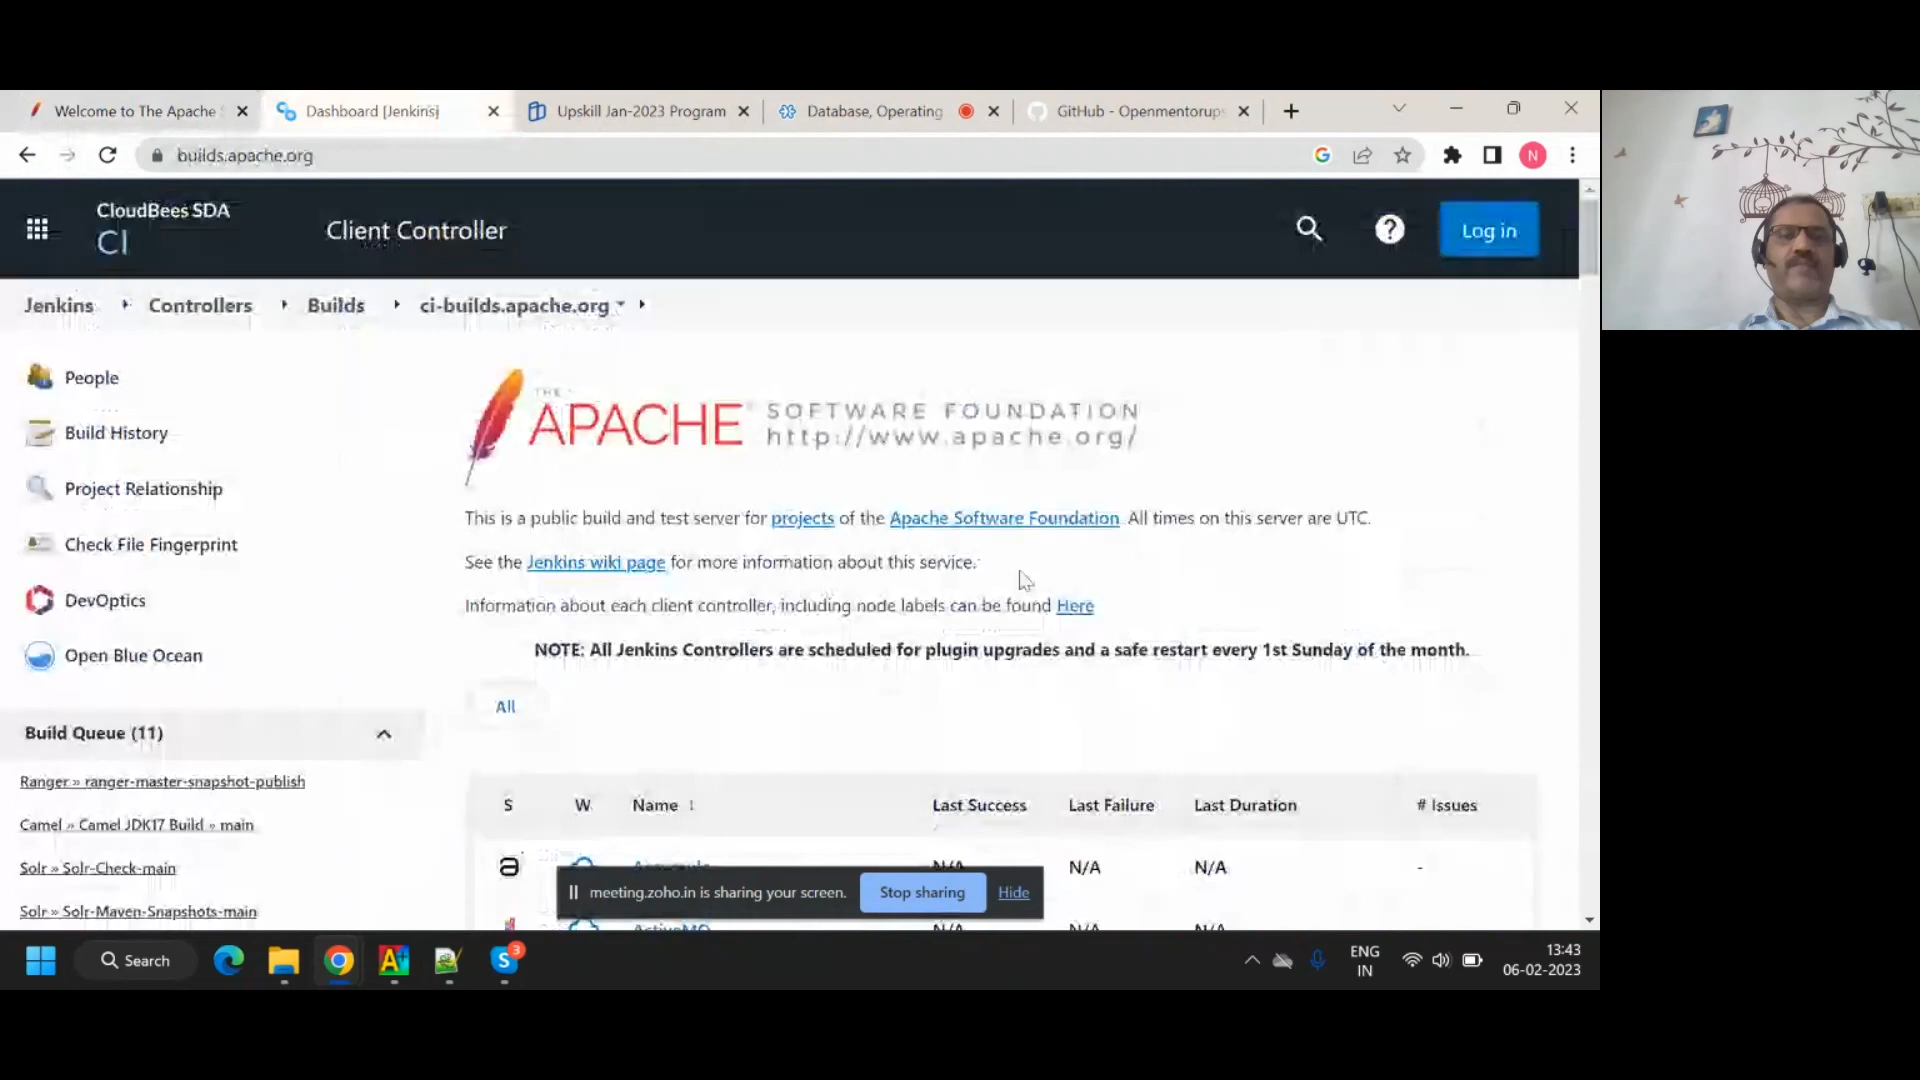 Welcome to The Apache
Dashboard [Jenkins]
Upskill Jan-2023 Program
Database, Operating
GitHub - Openmentorups
builds.apache.org
N
CloudBees SDA
CI
Client Controller
Log in
Jenkins
Controllers
Builds
ci-builds.apache.org
People
Build History
Project Relationship
Check File Fingerprint
DevOptics
Open Blue Ocean
THE
APACHE
SOFTWARE FOUNDATION
http://www.apache.org/
This is a public build and test server for projects of the Apache Software Foundation. All times on this server are UTC.
See the Jenkins wiki page for more information about this service.
Information about each client controller, including node labels can be found Here
NOTE: All Jenkins Controllers are scheduled for plugin upgrades and a safe restart every 1st Sunday of the month.
All
Build Queue (11)
Ranger » ranger-master-snapshot-publish
Camel » Camel JDK17 Build » main
Solr » Solr-Check-main
Solr » Solr-Maven-Snapshots-main
S W Name ↓ Last Success Last Failure Last Duration # Issues
N/A N/A N/A -
ActiveMQ N/A N/A N/A
meeting.zoho.in is sharing your screen. Stop sharing Hide
Search
3
ENG
IN
13:43
06-02-2023